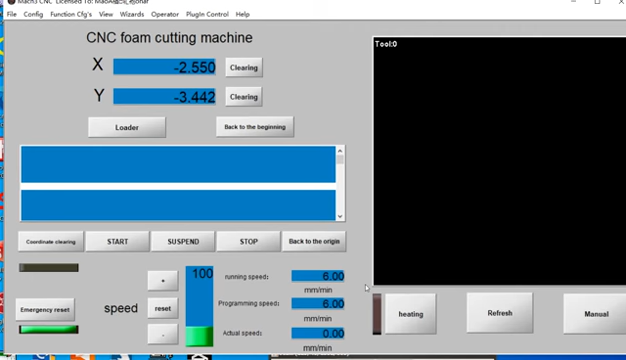 Mach3 CNC Licensed To:
File Config Function Cfg's View Wizards Operator PlugIn Control Help
CNC foam cutting machine
Tool:0
X -2.550 Clearing
Y -3.442 Clearing
Loader Back to the beginning
Coordinate clearing START SUSPEND STOP Back to the origin
100
running speed: 6.00
mm/min
Emergency reset speed + reset - Programming speed: 6.00
mm/min
Actual speed: 0.00
mm/min
heating Refresh Manual